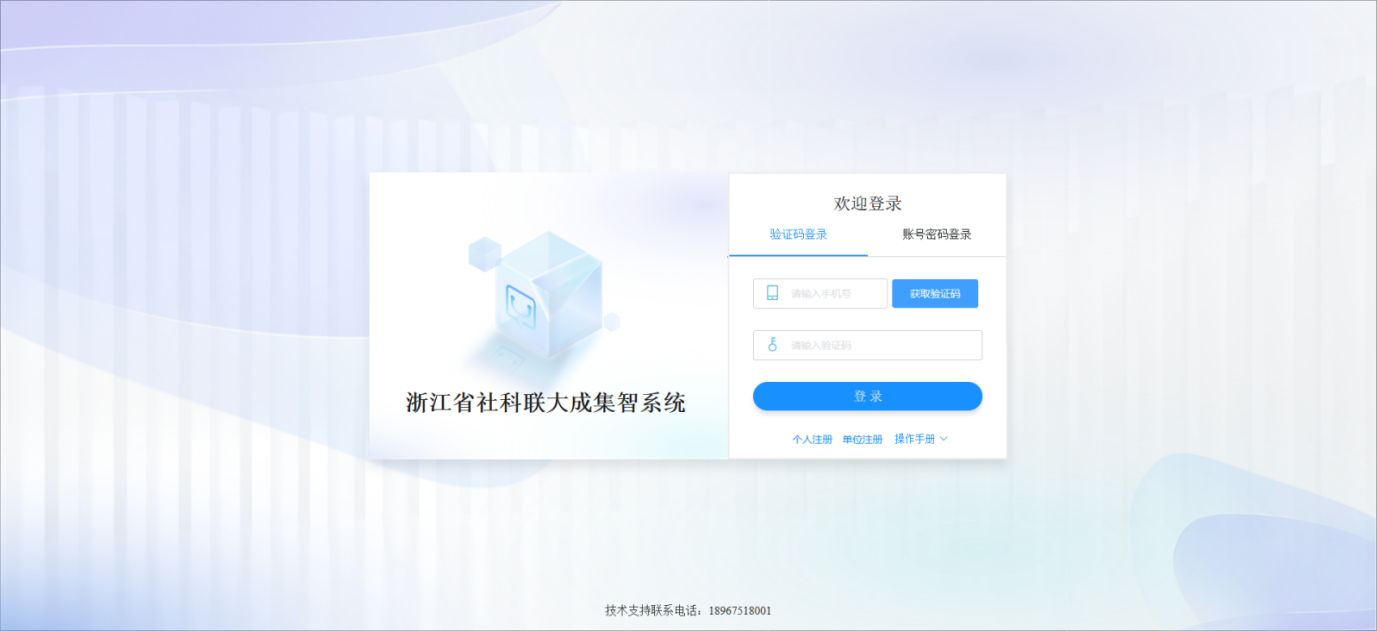 欢迎登录
验证码登录 账号密码登录
请输入手机号 获取验证码
请输入验证码
登 录
浙江省社科联大成集智系统
个人注册 单位注册 操作手册
技术支持联系电话：18967518001